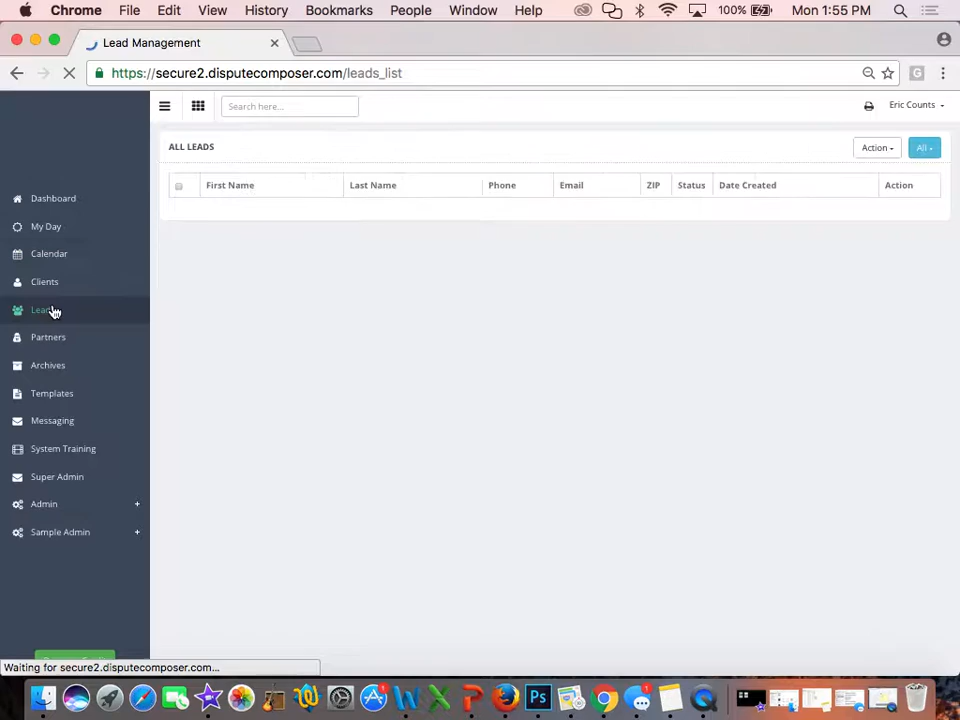 Chrome File Edit View History Bookmarks People Window Help 100% Mon 1:55 PM
Lead Management
https://secure2.disputecomposer.com/leads_list
Search here...
Eric Counts
ALL LEADS
Action
All
First Name Last Name Phone Email ZIP Status Date Created Action
Dashboard
My Day
Calendar
Clients
Leads
Partners
Archives
Templates
Messaging
System Training
Super Admin
Admin +
Sample Admin +
Waiting for secure2.disputecomposer.com...